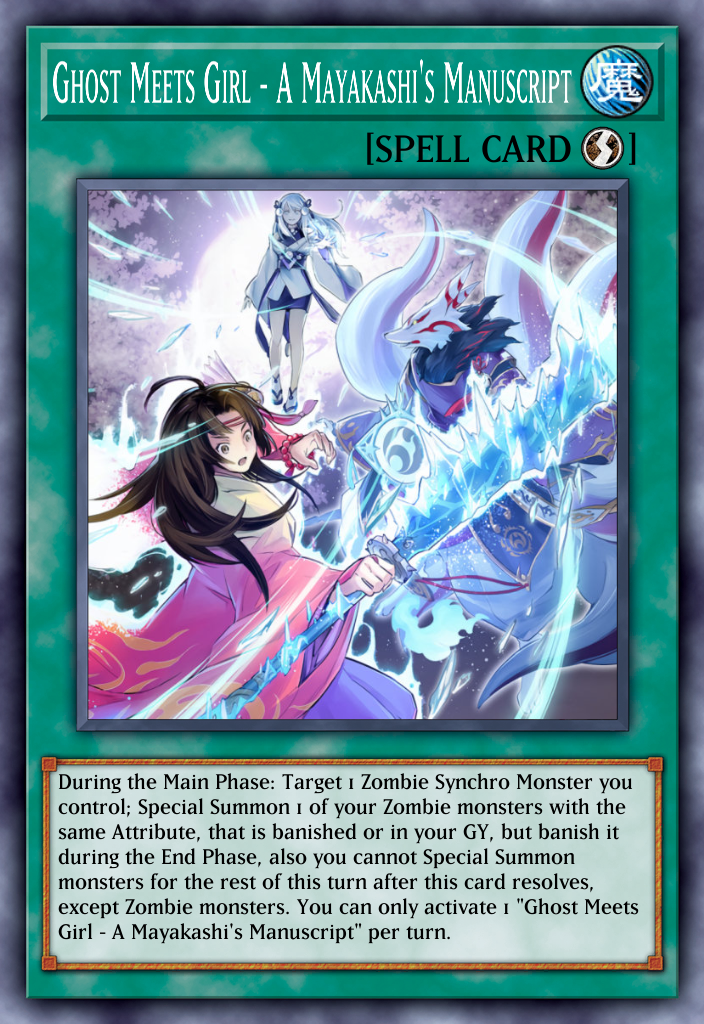 Ghost Meets Girl - A Mayakashi's Manuscript
魔
[SPELL CARD]
During the Main Phase: Target 1 Zombie Synchro Monster you
control; Special Summon 1 of your Zombie monsters with the
same Attribute, that is banished or in your GY, but banish it
during the End Phase, also you cannot Special Summon
monsters for the rest of this turn after this card resolves,
except Zombie monsters. You can only activate 1 "Ghost Meets
Girl - A Mayakashi's Manuscript" per turn.